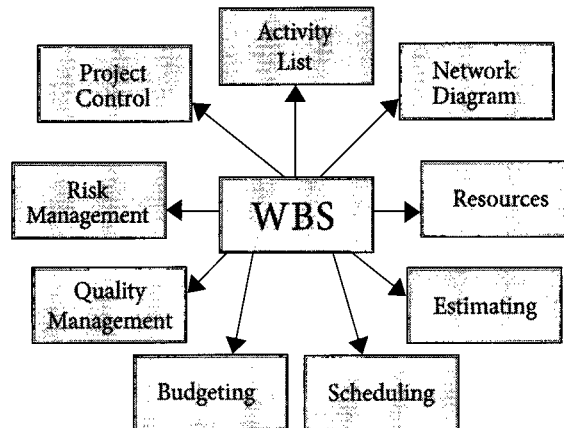 Activity
List
Project
Control
Network
Diagram
Risk
Management
WBS
Resources
Quality
Management
Estimating
Budgeting
Scheduling